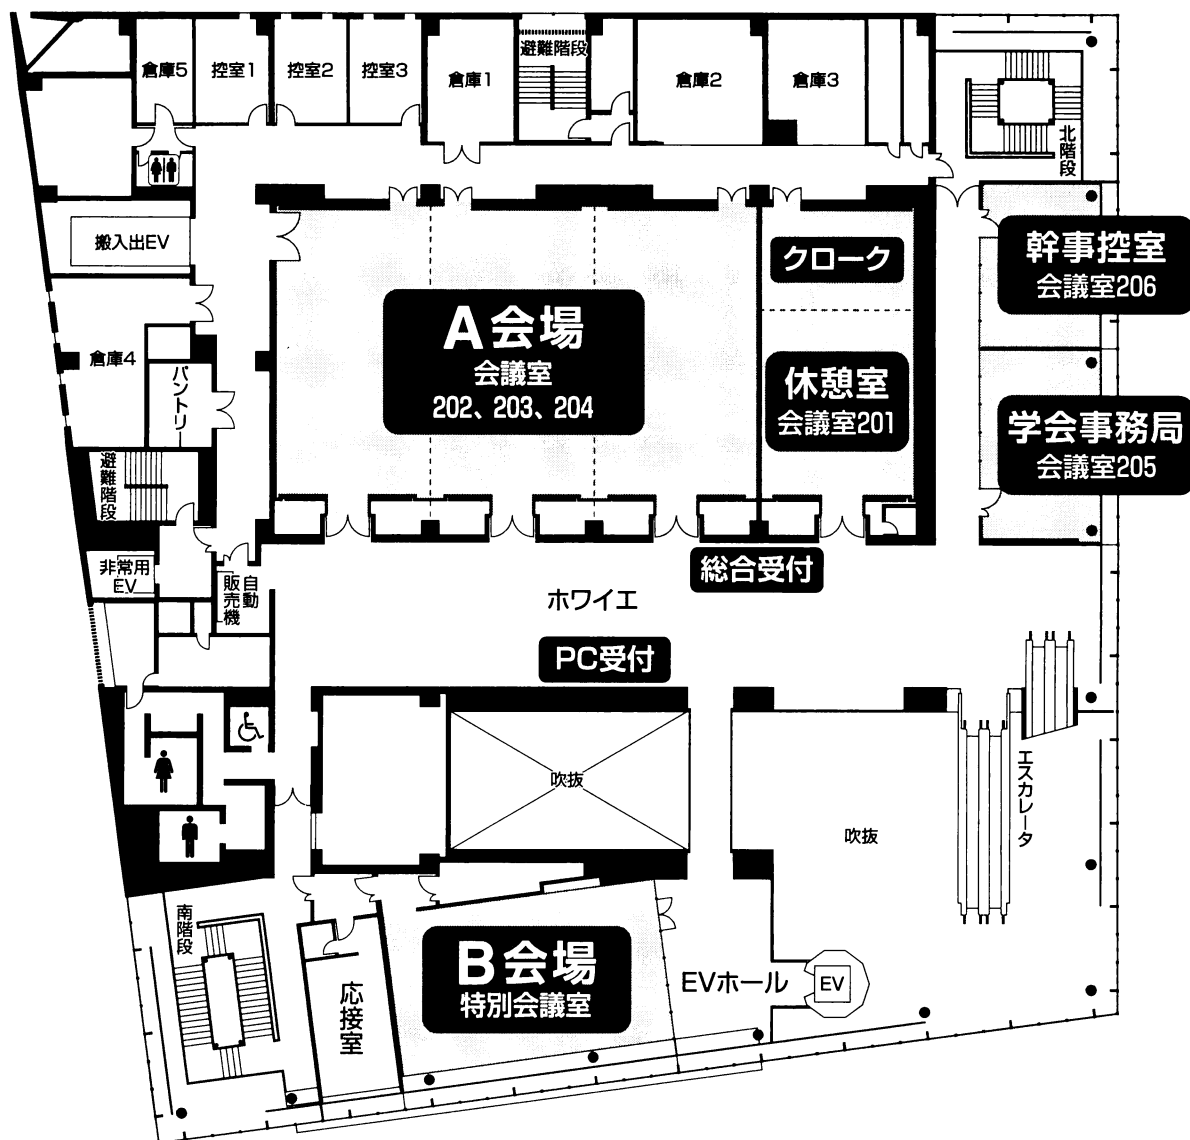 倉庫5
控室1
控室2
控室3
倉庫1
避難階段
倉庫2
倉庫3
北階段
搬入出EV
クローク
幹事控室
会議室206
A会場
会議室
202、203、204
倉庫4
パントリー
休憩室
会議室201
学会事務局
会議室205
避難階段
非常用
EV
自動
販売機
総合受付
ホワイエ
PC受付
吹抜
吹抜
エスカレータ
南階段
応接室
B会場
特別会議室
EVホール
EV